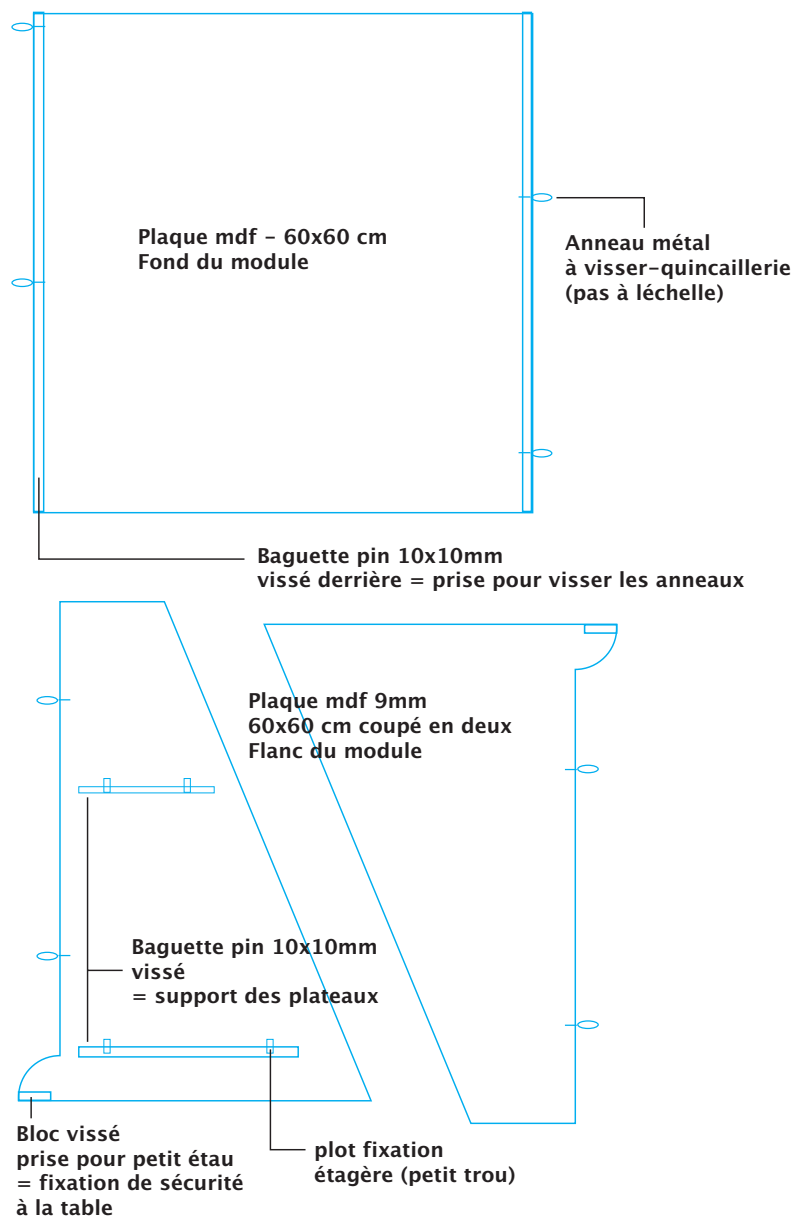 Plaque mdf - 60x60 cm
Fond du module
Anneau métal
à visser-quincaillerie
(pas à léchelle)
Baguette pin 10x10mm
vissé derrière = prise pour visser les anneaux
Plaque mdf 9mm
60x60 cm coupé en deux
Flanc du module
Baguette pin 10x10mm
vissé
= support des plateaux
Bloc vissé
prise pour petit étau
= fixation de sécurité
à la table
plot fixation
étagère (petit trou)